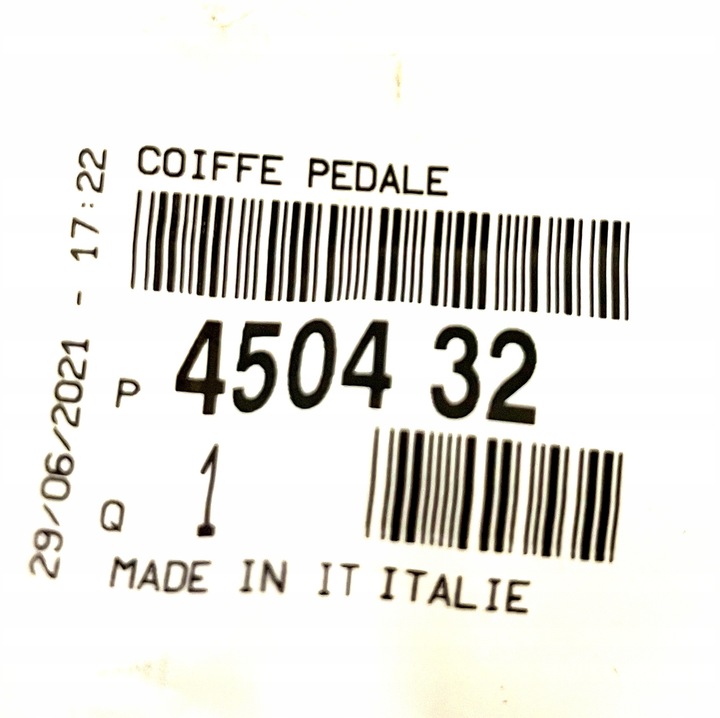 COIFFE PEDALE
P 4504 32
Q 1
MADE IN IT ITALIE
29/06/2021 - 17:22